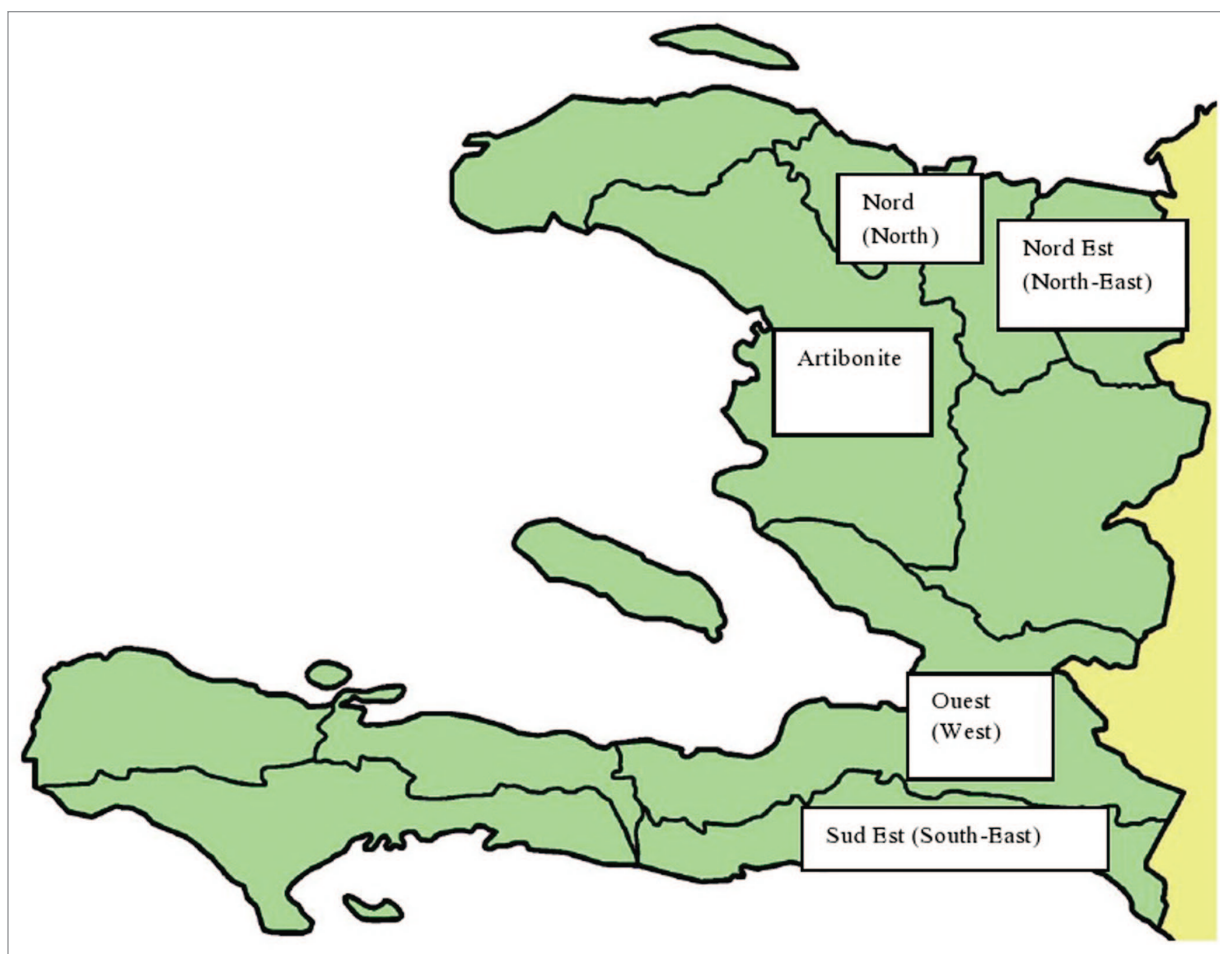 Nord
(North)
Nord Est
(North-East)
Artibonite
Ouest
(West)
Sud Est (South-East)